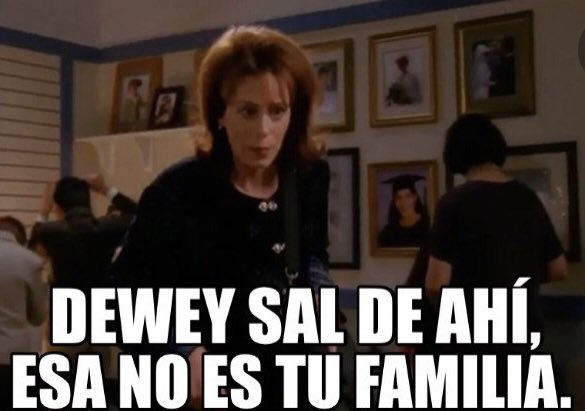 DEWEY SAL DE AHÍ,
ESA NO ES TU FAMILIA.